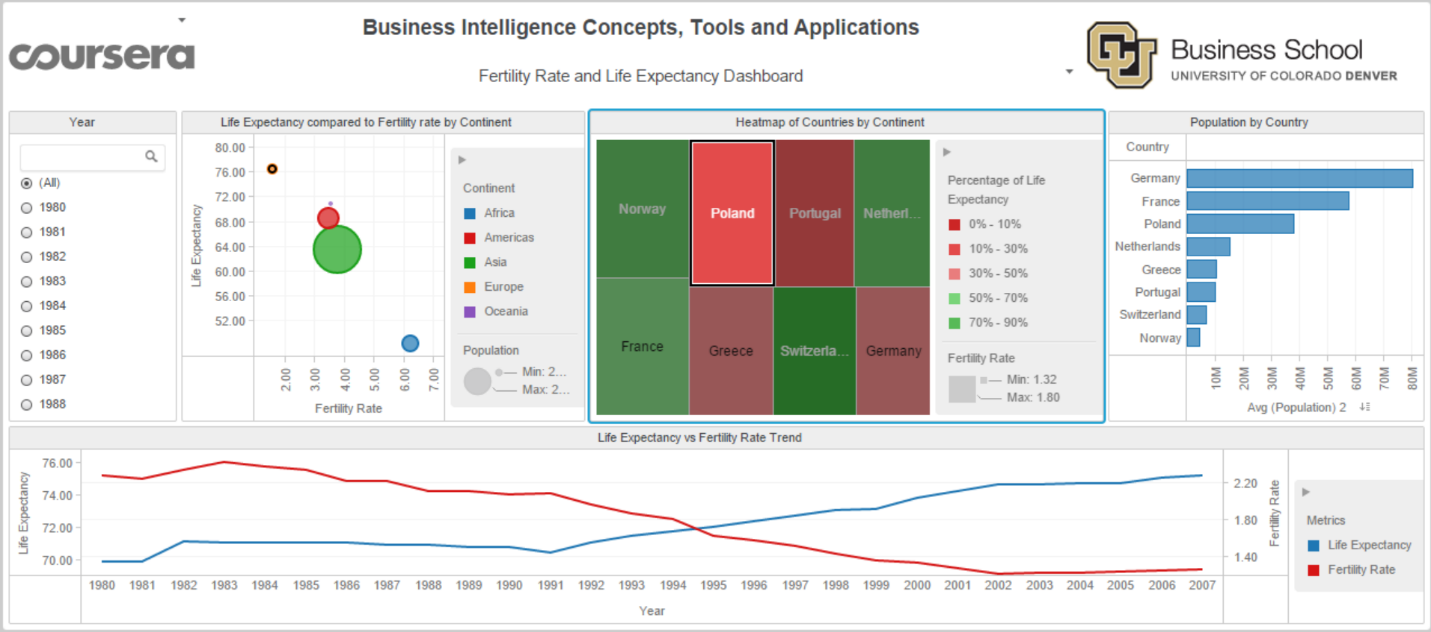 Business Intelligence Concepts, Tools and Applications
coursera
Fertility Rate and Life Expectancy Dashboard
CU
Business School
UNIVERSITY OF COLORADO DENVER
Year
(All)
1980
1981
1982
1983
1984
1985
1986
1987
1988
Life Expectancy compared to Fertility rate by Continent
Life Expectancy
80.00
76.00
72.00
68.00
64.00
60.00
56.00
52.00
2.00 3.00 4.00 5.00 6.00 7.00
Fertility Rate
Continent
Africa
Americas
Asia
Europe
Oceania
Population
Min: 2...
Max: 2...
Heatmap of Countries by Continent
Norway Poland Portugal Netherl...
France Greece Switzerla... Germany
Percentage of Life
Expectancy
0% - 10%
10% - 30%
30% - 50%
50% - 70%
70% - 90%
Fertility Rate
Min: 1.32
Max: 1.80
Population by Country
Country
Germany
France
Poland
Netherlands
Greece
Portugal
Switzerland
Norway
10M 20M 30M 40M 50M 60M 70M 80M
Avg (Population) 2
Life Expectancy vs Fertility Rate Trend
Life Expectancy
76.00
74.00
72.00
70.00
2.20
1.80
1.40
Fertility Rate
1980 1981 1982 1983 1984 1985 1986 1987 1988 1989 1990 1991 1992 1993 1994 1995 1996 1997 1998 1999 2000 2001 2002 2003 2004 2005 2006 2007
Year
Metrics
Life Expectancy
Fertility Rate